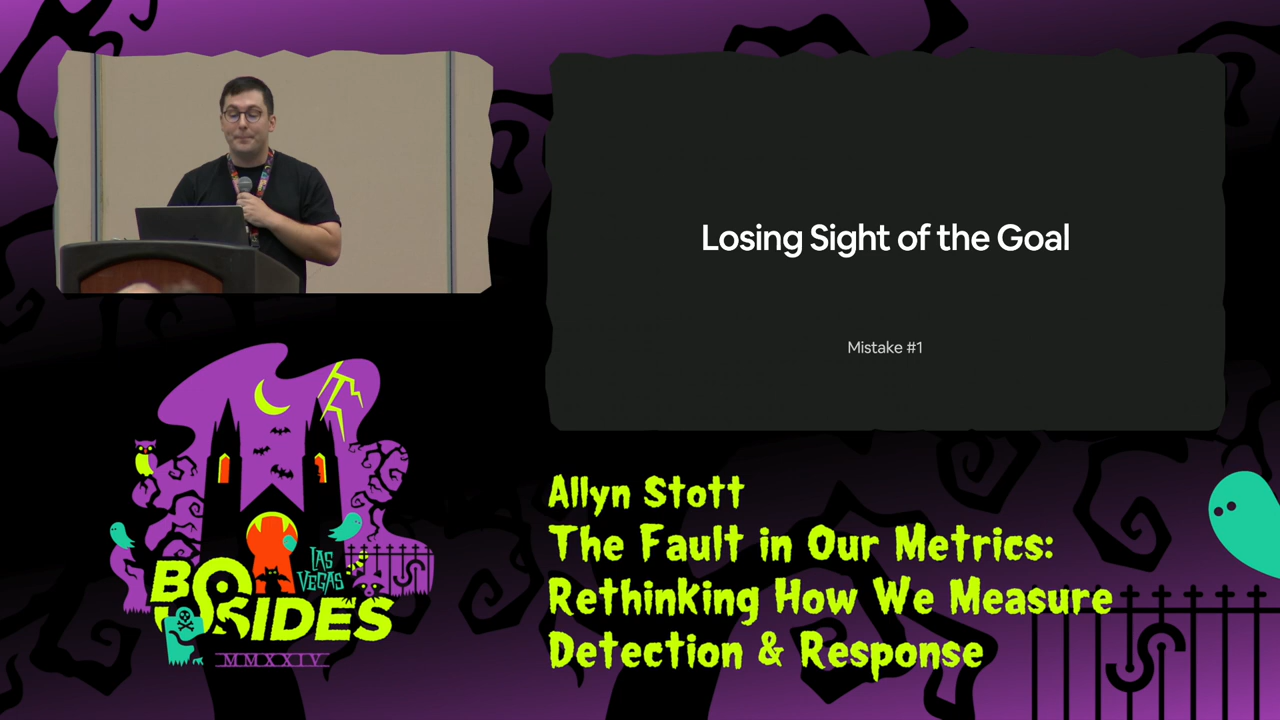 Losing Sight of the Goal
Mistake #1
Allyn Stott
The Fault in Our Metrics:
Rethinking How We Measure
Detection & Response
LAS
VEGAS
BSIDES
MMXXIV